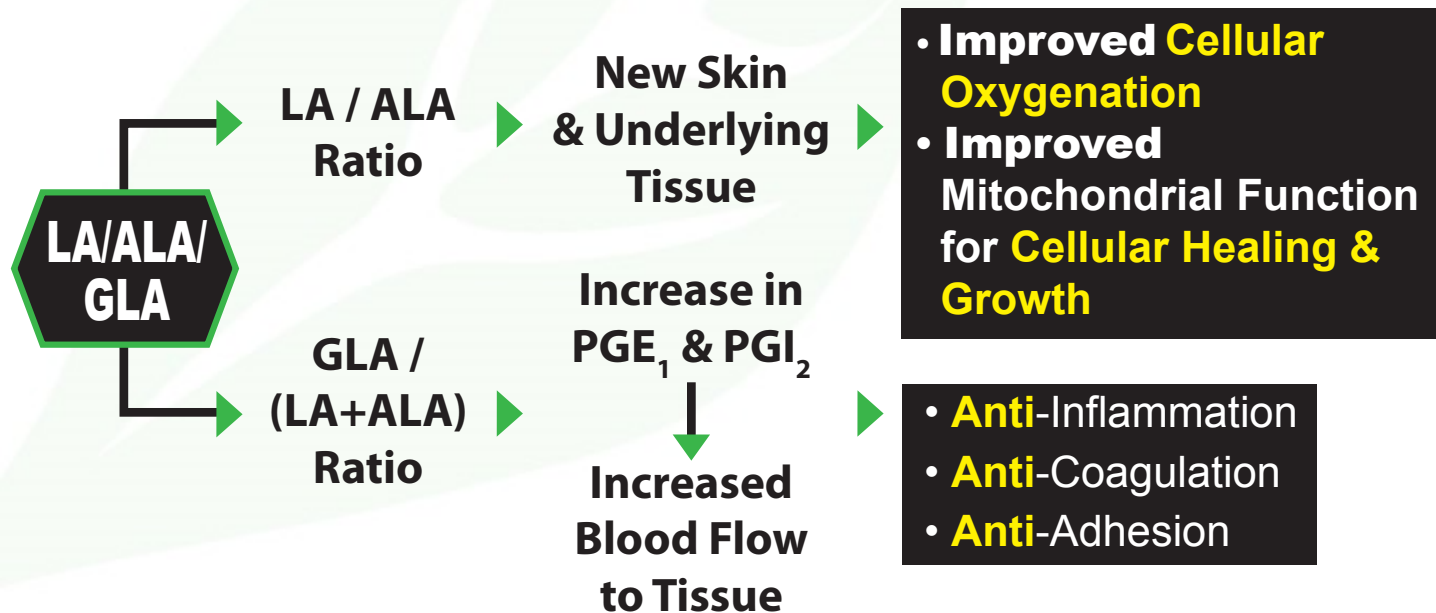 LA/ALA/
GLA
LA / ALA
Ratio
New Skin
& Underlying
Tissue
• Improved Cellular
Oxygenation
• Improved
Mitochondrial Function
for Cellular Healing &
Growth
GLA /
(LA+ALA)
Ratio
Increase in
PGE₁ & PGI₂
Increased
Blood Flow
to Tissue
• Anti-Inflammation
• Anti-Coagulation
• Anti-Adhesion